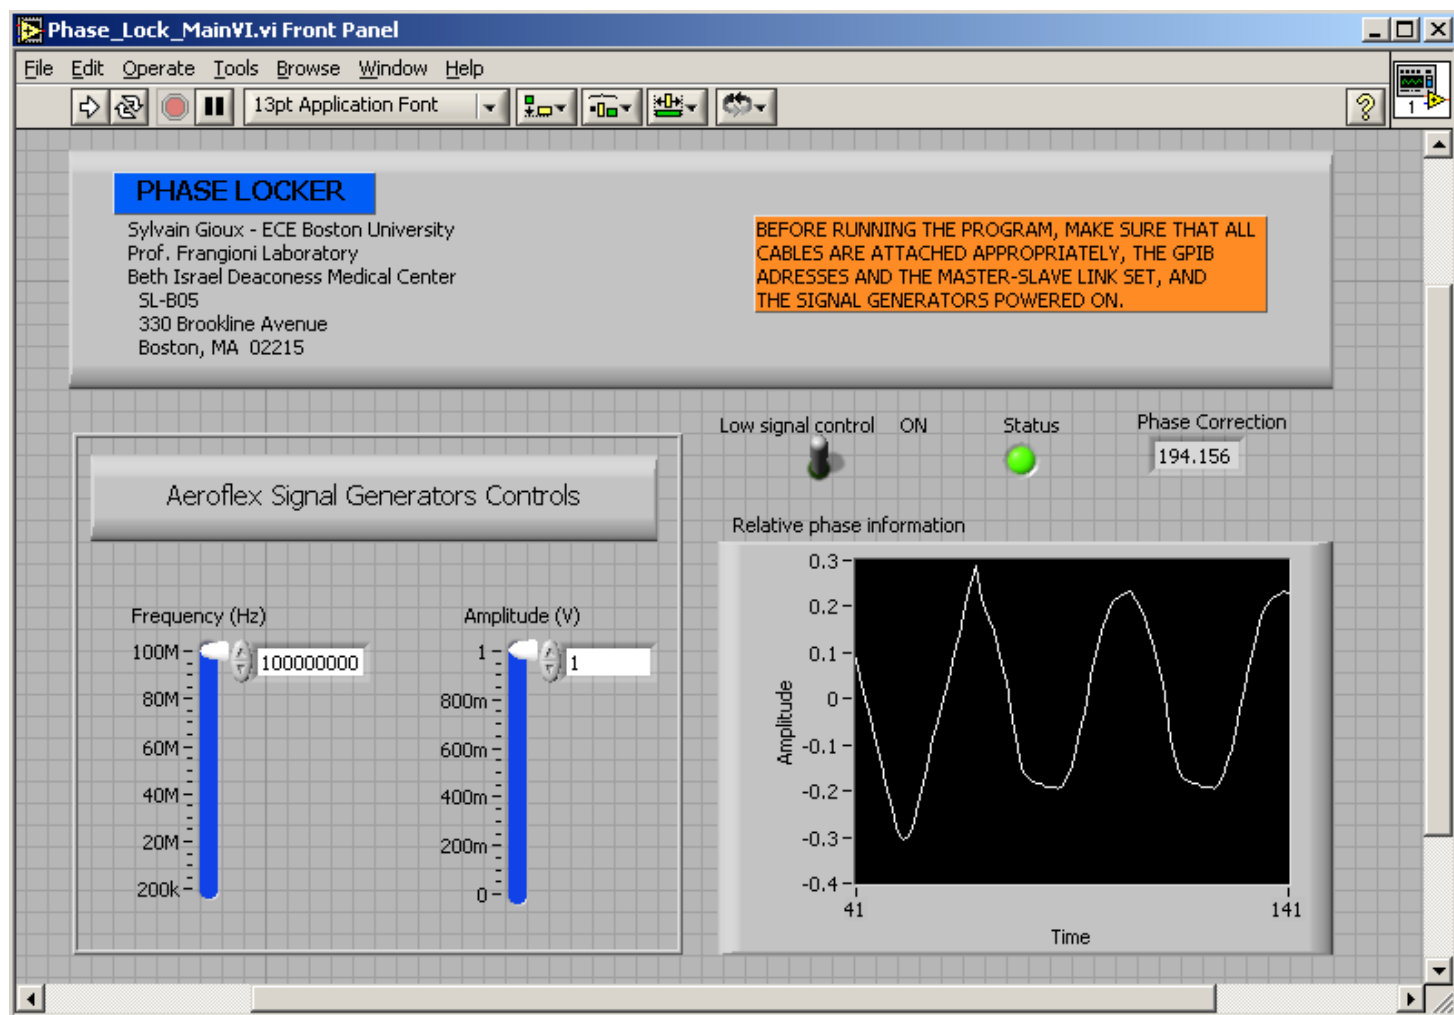 Phase_Lock_MainVI.vi Front Panel
File Edit Operate Tools Browse Window Help
13pt Application Font
1
PHASE LOCKER
Sylvain Gioux - ECE Boston University
Prof. Frangioni Laboratory
Beth Israel Deaconess Medical Center
SL-B05
330 Brookline Avenue
Boston, MA 02215
BEFORE RUNNING THE PROGRAM, MAKE SURE THAT ALL
CABLES ARE ATTACHED APPROPRIATELY, THE GPIB
ADRESSES AND THE MASTER-SLAVE LINK SET, AND
THE SIGNAL GENERATORS POWERED ON.
Low signal control ON Status Phase Correction
194.156
Aeroflex Signal Generators Controls
Frequency (Hz)
100M
80M
60M
40M
20M
200k
100000000
Amplitude (V)
1
800m
600m
400m
200m
0
1
Relative phase information
Amplitude
0.3
0.2
0.1
0
-0.1
-0.2
-0.3
-0.4
41 141
Time